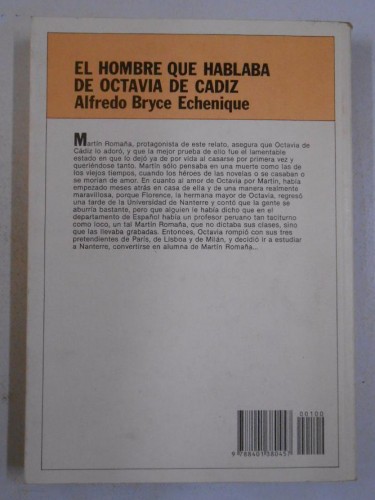 EL HOMBRE QUE HABLABA
DE OCTAVIA DE CADIZ
Alfredo Bryce Echenique
Martín Romaña, protagonista de este relato, asegura que Octavia de
Cádiz lo adoró, y que la mejor prueba de ello fue el lamentable
estado en que lo dejó ya de por vida al casarse por primera vez y
queriéndose tanto. Martín sólo pensaba en una muerte como las de
los viejos tiempos, cuando los héroes de las novelas o se casaban o
se morían de amor. En cuanto al amor de Octavia por Martín, había
empezado meses atrás en casa de ella y de una manera realmente
maravillosa, porque Florence, la hermana mayor de Octavia, regresó
una tarde de la Universidad de Nanterre y contó que la gente se
aburría bastante, pero que alguien le había dicho que en el
departamento de Español había un profesor peruano tan taciturno
como loco, un tal Martín Romaña, que no dictaba sus clases, sino
que las llevaba grabadas. Entonces, Octavia rompió con sus tres
pretendientes de París, de Lisboa y de Milán, y decidió ir a estudiar
a Nanterre, convertirse en alumna de Martín Romaña...
00100
9 788401 380457